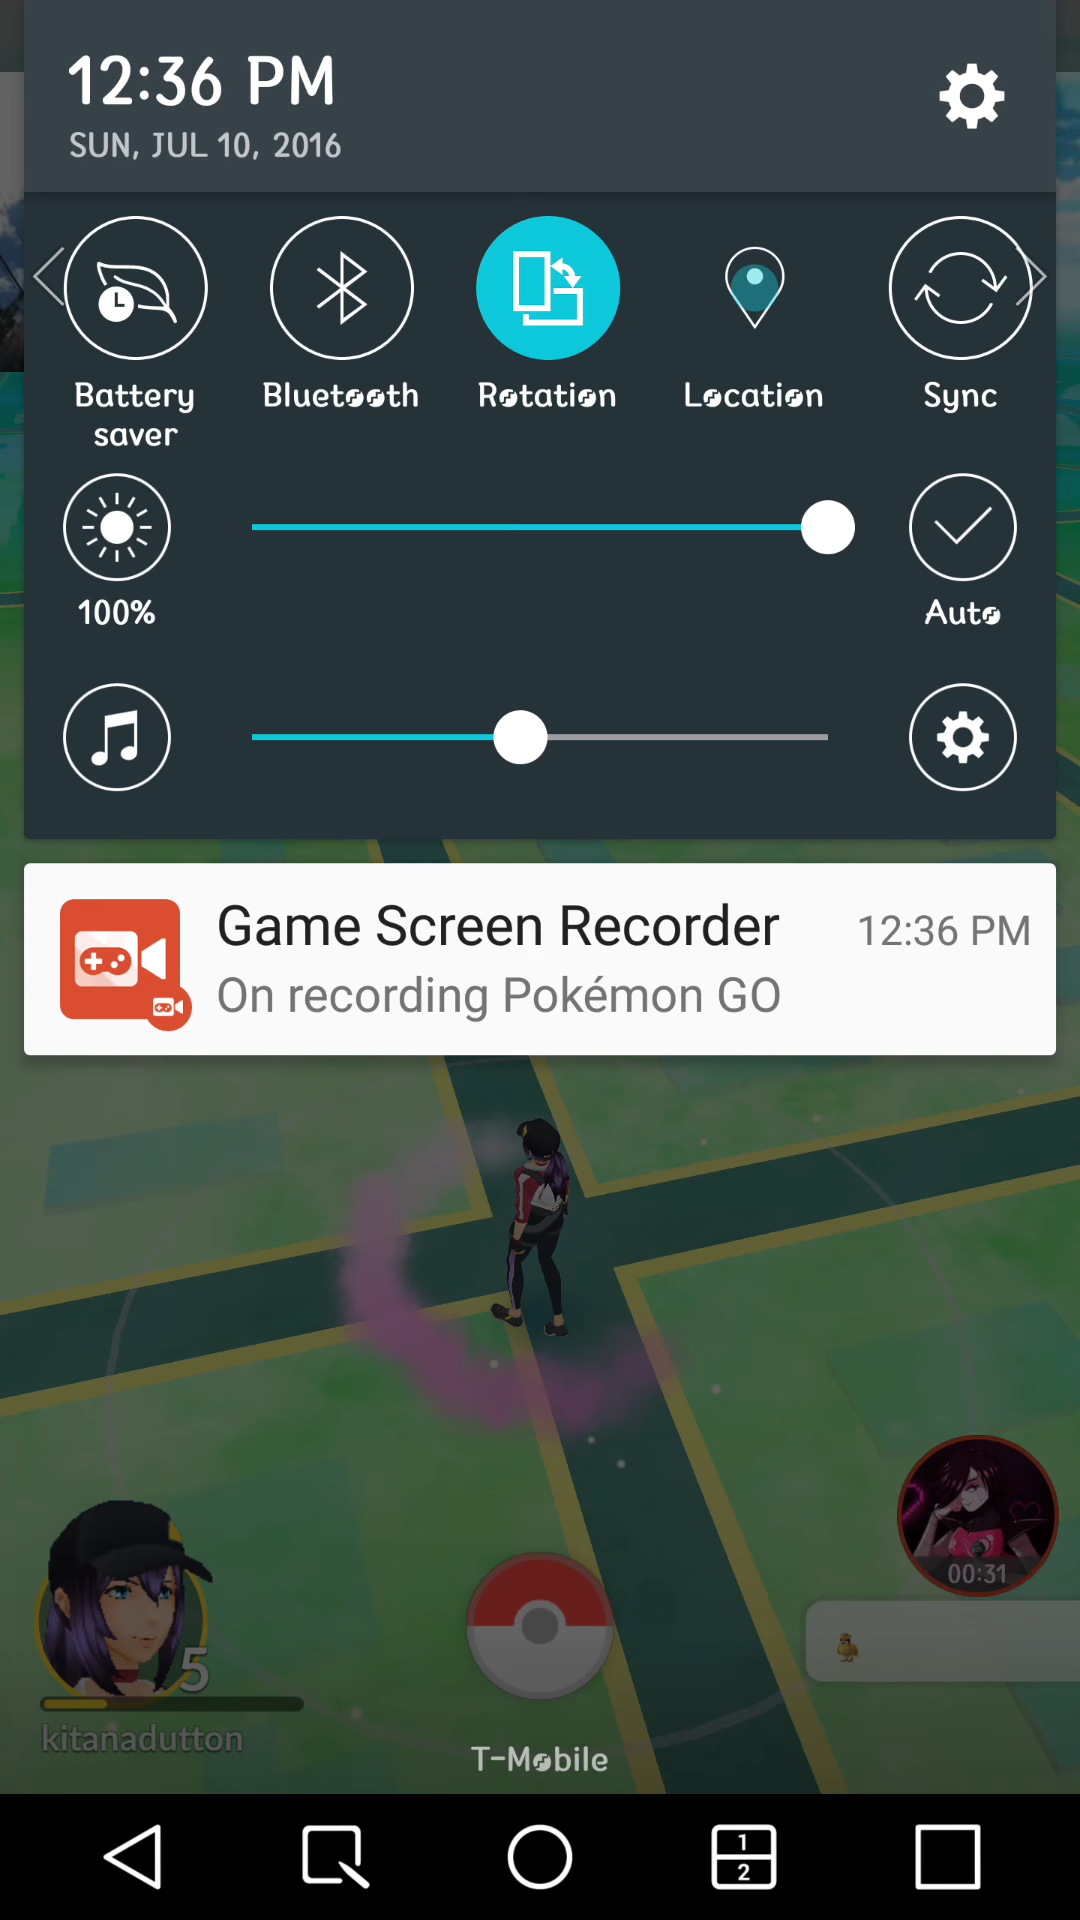 12:36 PM
SUN, JUL 10, 2016
Battery saver
Bluetooth
Rotation
Location
Sync
100%
Auto
Game Screen Recorder
12:36 PM
On recording Pokémon GO
00:31
5
kitanadutton
T-Mobile
1
2